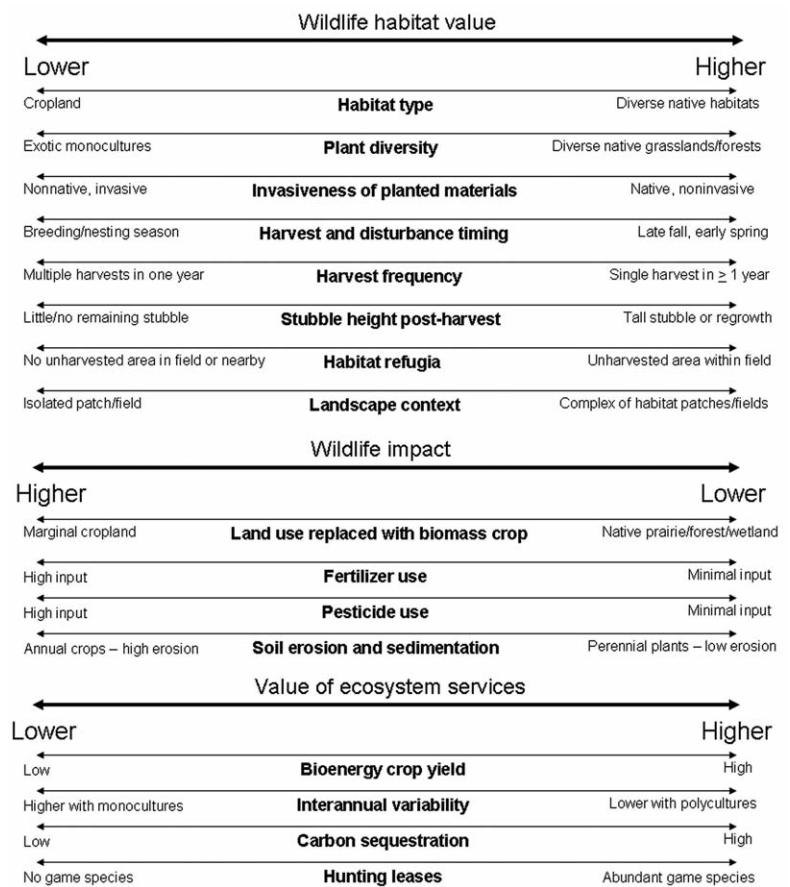 Wildlife habitat value
Lower Higher
Cropland Habitat type Diverse native habitats
Exotic monocultures Plant diversity Diverse native grasslands/forests
Nonnative, invasive Invasiveness of planted materials Native, noninvasive
Breeding/nesting season Harvest and disturbance timing Late fall, early spring
Multiple harvests in one year Harvest frequency Single harvest in ≥ 1 year
Little/no remaining stubble Stubble height post-harvest Tall stubble or regrowth
No unharvested area in field or nearby Habitat refugia Unharvested area within field
Isolated patch/field Landscape context Complex of habitat patches/fields
Wildlife impact
Higher Lower
Marginal cropland Land use replaced with biomass crop Native prairie/forest/wetland
High input Fertilizer use Minimal input
High input Pesticide use Minimal input
Annual crops – high erosion Soil erosion and sedimentation Perennial plants – low erosion
Value of ecosystem services
Lower Higher
Low Bioenergy crop yield High
Higher with monocultures Interannual variability Lower with polycultures
Low Carbon sequestration High
No game species Hunting leases Abundant game species